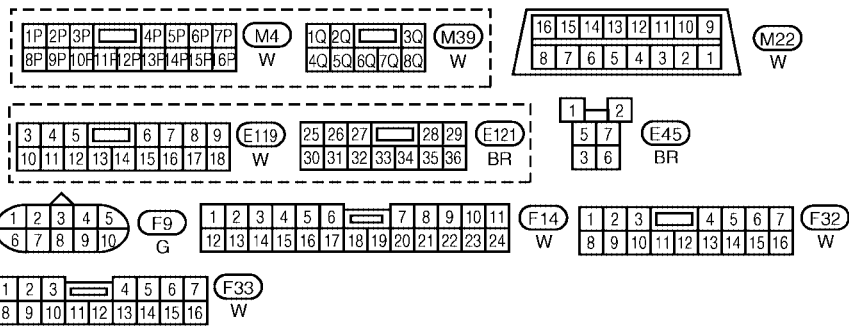 1P 2P 3P 4P 5P 6P 7P
8P 9P 10P 11P 12P 13P 14P 15P 16P
M4
W
1Q 2Q 3Q
4Q 5Q 6Q 7Q 8Q
M39
W
16 15 14 13 12 11 10 9
8 7 6 5 4 3 2 1
M22
W
3 4 5 6 7 8 9
10 11 12 13 14 15 16 17 18
E119
W
25 26 27 28 29
30 31 32 33 34 35 36
E121
BR
1 2
5 7
3 6
E45
BR
1 2 3 4 5
6 7 8 9 10
F9
G
1 2 3 4 5 6 7 8 9 10 11
12 13 14 15 16 17 18 19 20 21 22 23 24
F14
W
1 2 3 4 5 6 7
8 9 10 11 12 13 14 15 16
F32
W
1 2 3 4 5 6 7
8 9 10 11 12 13 14 15 16
F33
W